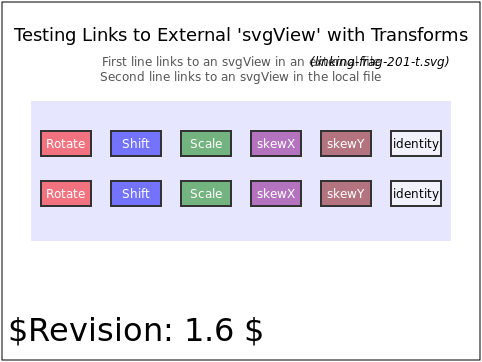 Testing Links to External 'svgView' with Transforms
First line links to an svgView in an external file (linking-frag-201-t.svg)
Second line links to an svgView in the local file
Rotate Shift Scale skewX skewY identity
Rotate Shift Scale skewX skewY identity
$Revision: 1.6 $